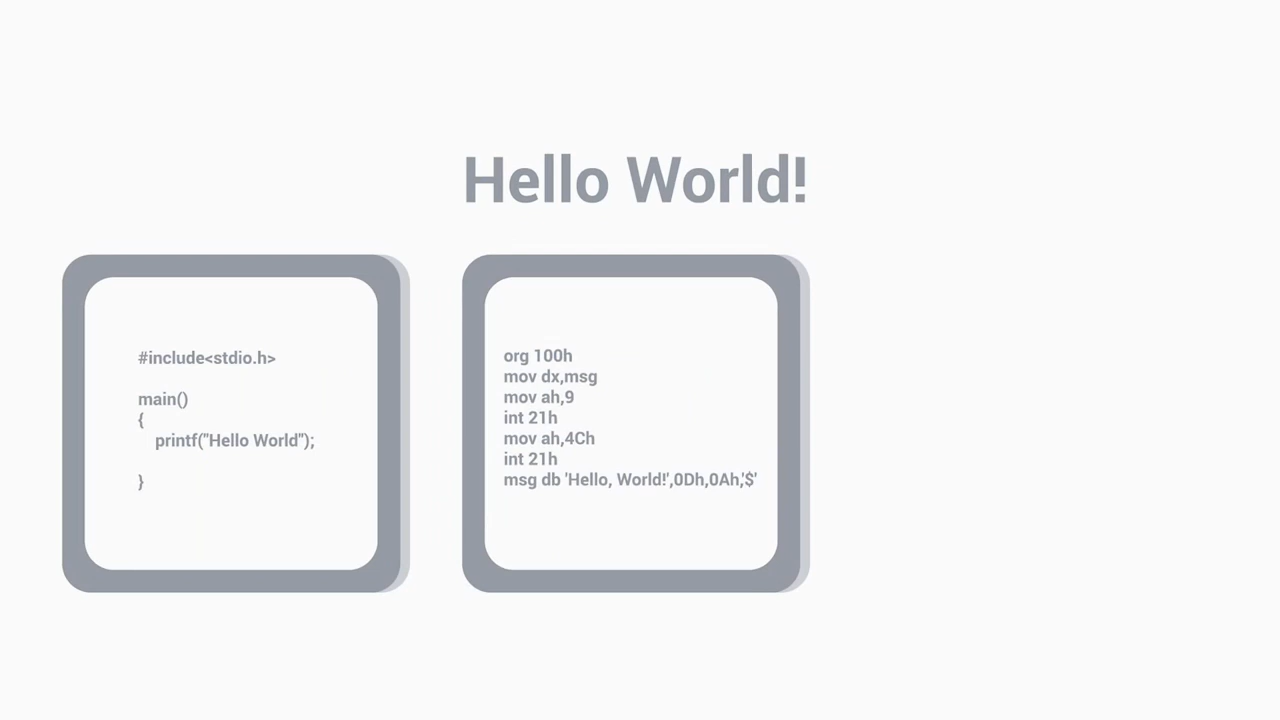 Hello World!
#include<stdio.h>
main()
{
printf("Hello World");
}
org 100h
mov dx,msg
mov ah,9
int 21h
mov ah,4Ch
int 21h
msg db 'Hello, World!',0Dh,0Ah,'$'